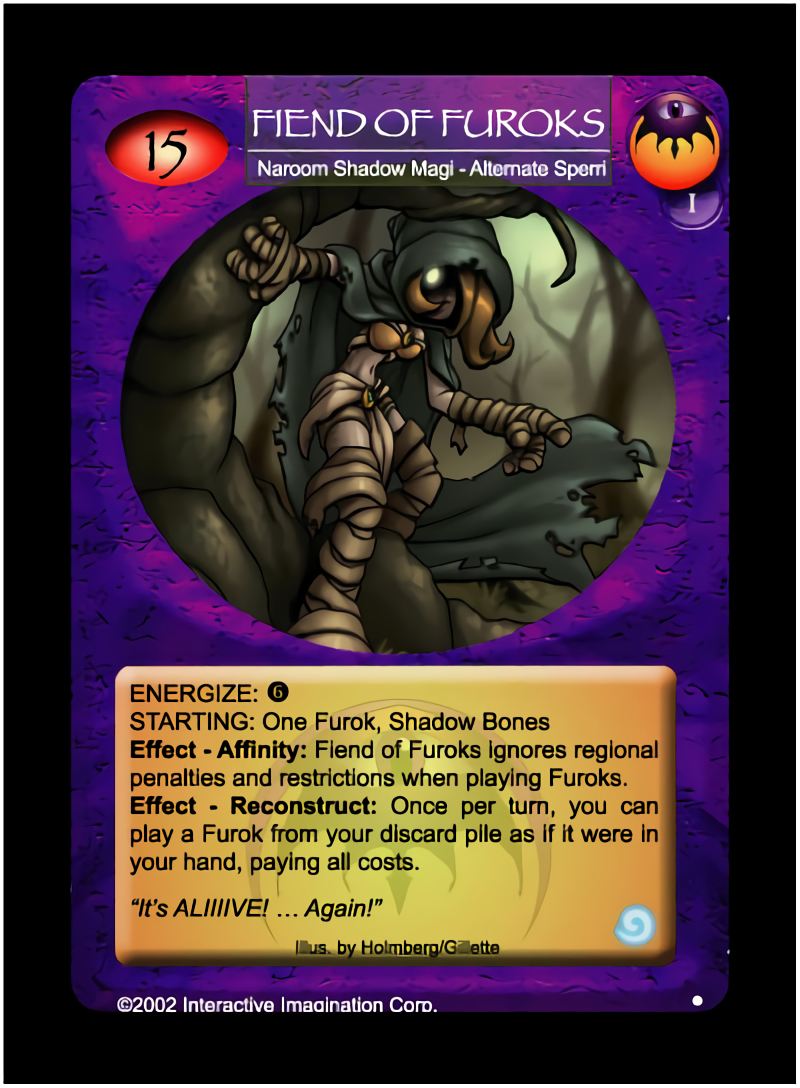 15
FIEND OF FUROKS
Naroom Shadow Magi - Alternate Sperri
I
ENERGIZE: 6
STARTING: One Furok, Shadow Bones
Effect - Affinity: Fiend of Furoks ignores regional
penalties and restrictions when playing Furoks.
Effect - Reconstruct: Once per turn, you can
play a Furok from your discard pile as if it were in
your hand, paying all costs.
“It's ALIIIIVE! ... Again!”
Illus. by Holmberg/Gillette
©2002 Interactive Imagination Corp.